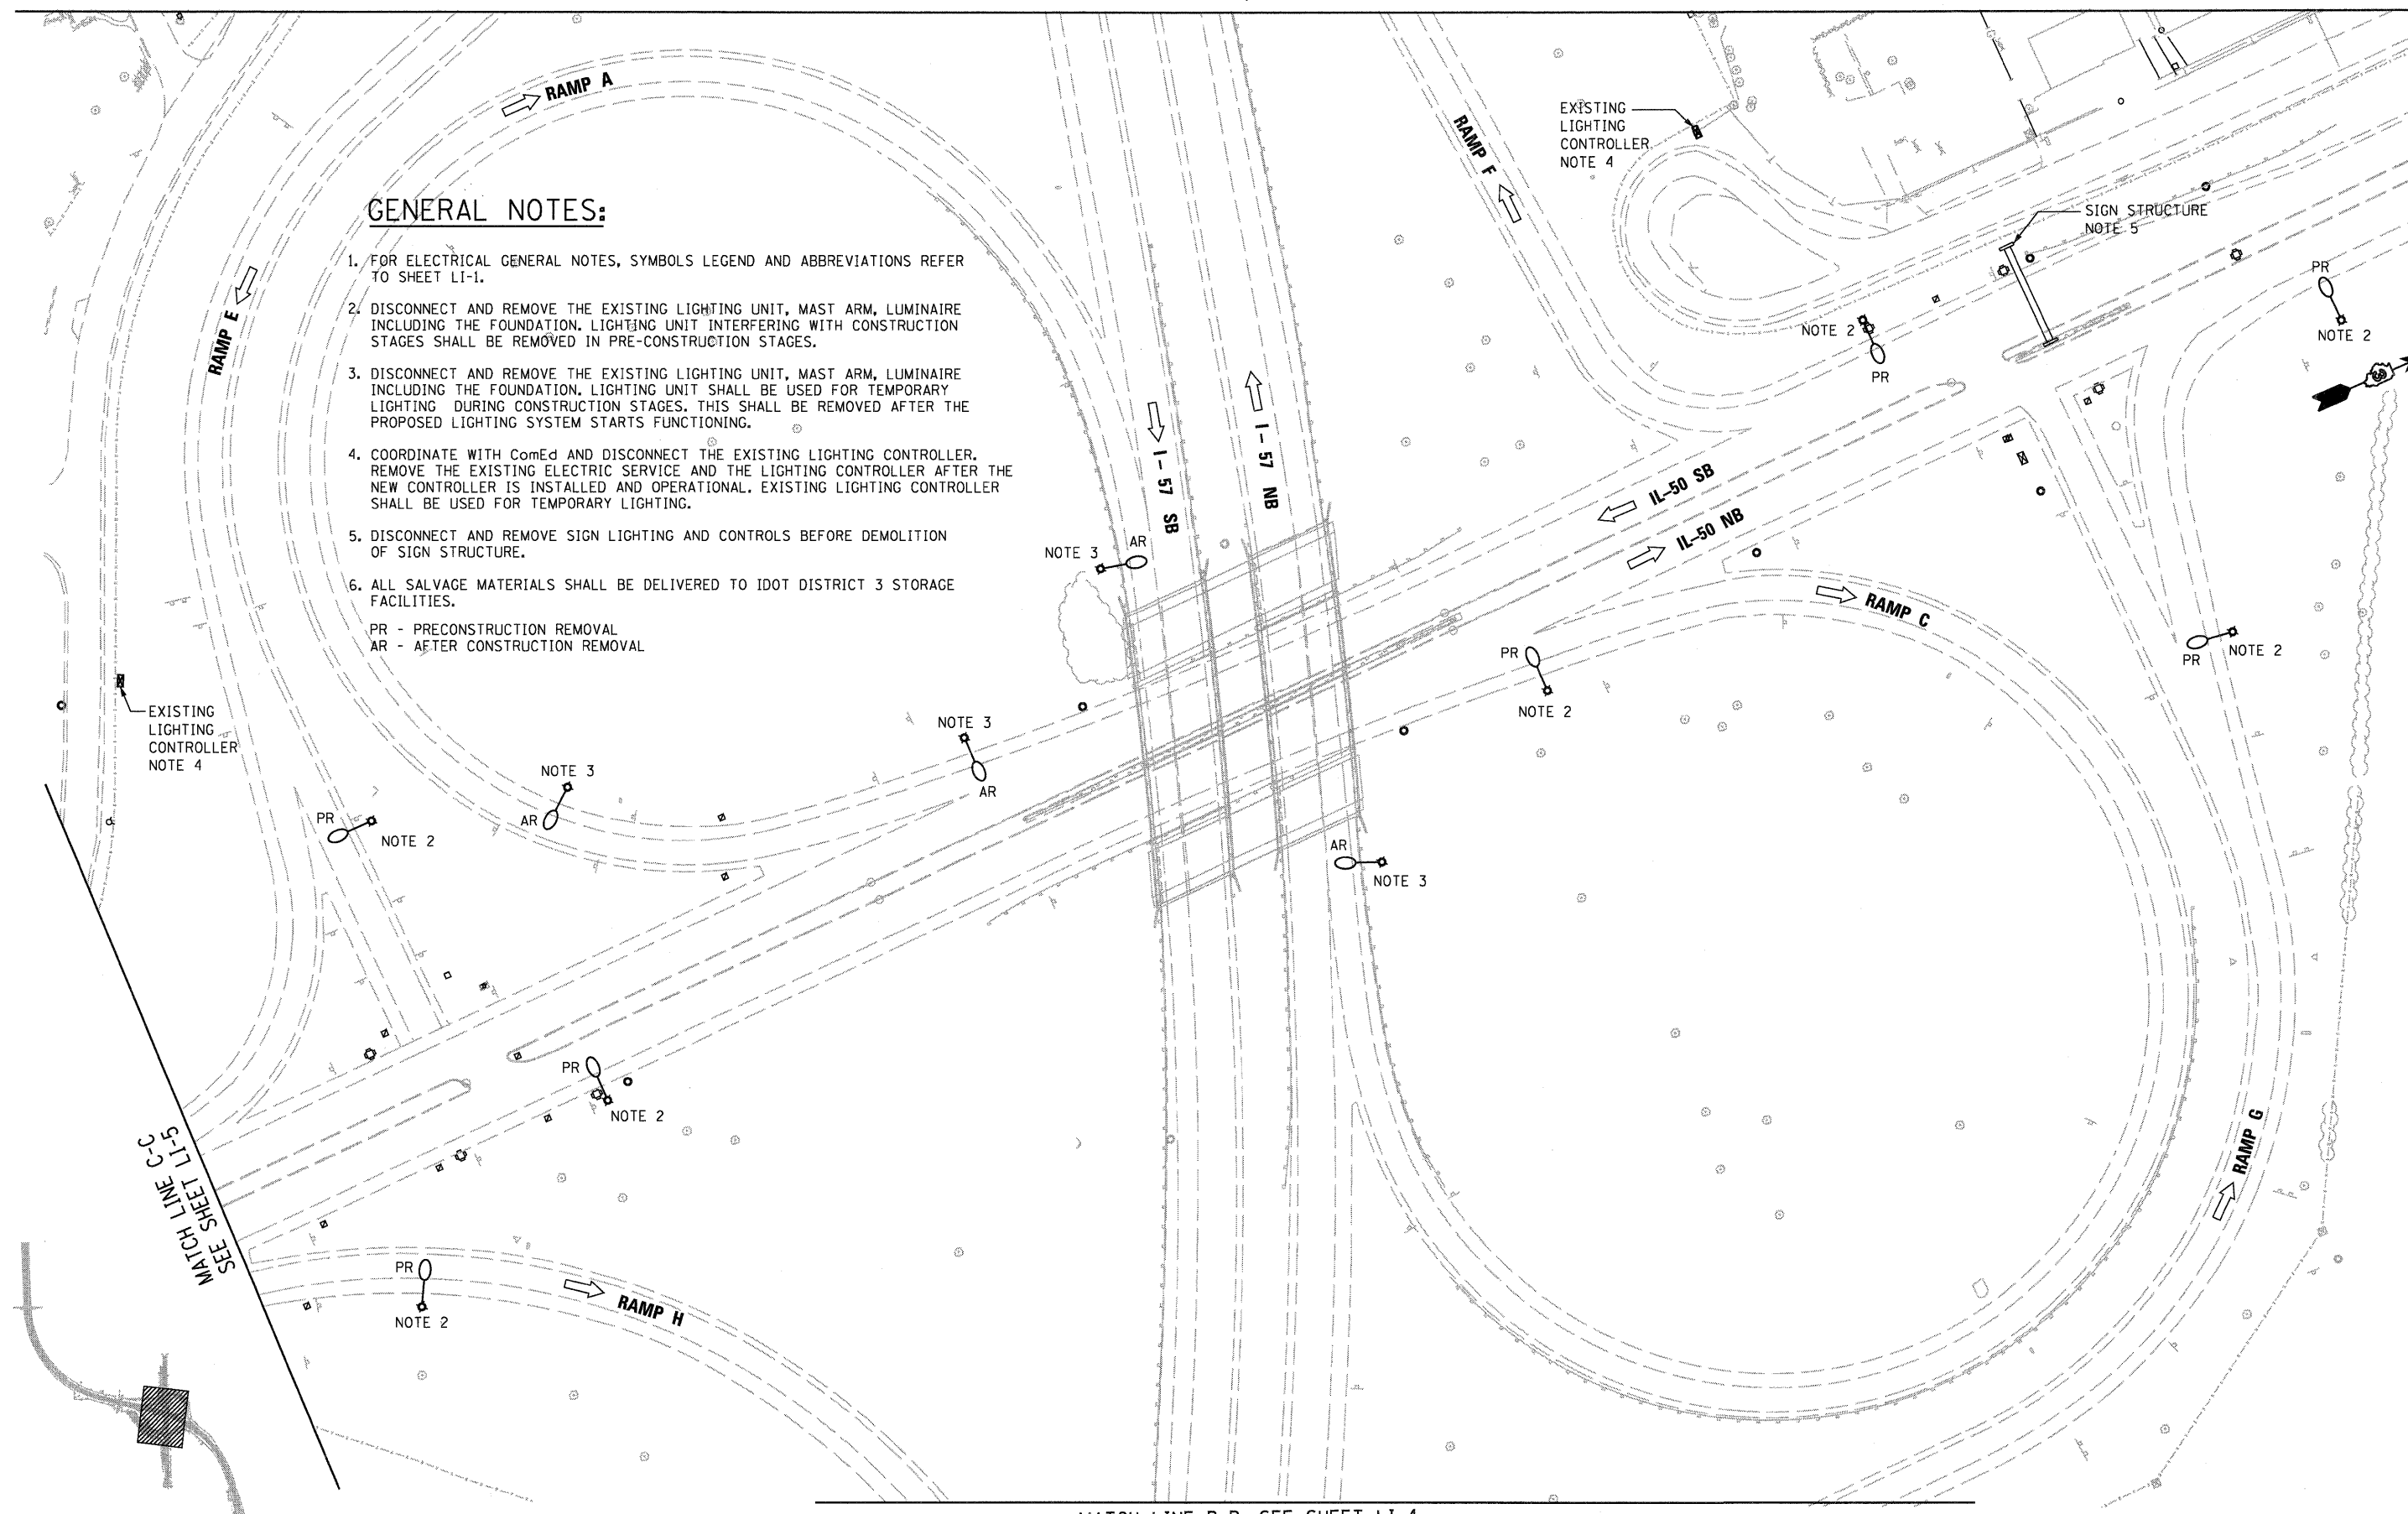 RAMP A
RAMP E
RAMP F
EXISTING
LIGHTING
CONTROLLER
NOTE 4
SIGN STRUCTURE
NOTE 5
GENERAL NOTES:
1. FOR ELECTRICAL GENERAL NOTES, SYMBOLS LEGEND AND ABBREVIATIONS REFER
TO SHEET LI-1.
2. DISCONNECT AND REMOVE THE EXISTING LIGHTING UNIT, MAST ARM, LUMINAIRE
INCLUDING THE FOUNDATION. LIGHTING UNIT INTERFERING WITH CONSTRUCTION
STAGES SHALL BE REMOVED IN PRE-CONSTRUCTION STAGES.
3. DISCONNECT AND REMOVE THE EXISTING LIGHTING UNIT, MAST ARM, LUMINAIRE
INCLUDING THE FOUNDATION. LIGHTING UNIT SHALL BE USED FOR TEMPORARY
LIGHTING DURING CONSTRUCTION STAGES. THIS SHALL BE REMOVED AFTER THE
PROPOSED LIGHTING SYSTEM STARTS FUNCTIONING.
4. COORDINATE WITH ComEd AND DISCONNECT THE EXISTING LIGHTING CONTROLLER.
REMOVE THE EXISTING ELECTRIC SERVICE AND THE LIGHTING CONTROLLER AFTER THE
NEW CONTROLLER IS INSTALLED AND OPERATIONAL. EXISTING LIGHTING CONTROLLER
SHALL BE USED FOR TEMPORARY LIGHTING.
5. DISCONNECT AND REMOVE SIGN LIGHTING AND CONTROLS BEFORE DEMOLITION
OF SIGN STRUCTURE.
6. ALL SALVAGE MATERIALS SHALL BE DELIVERED TO IDOT DISTRICT 3 STORAGE
FACILITIES.
PR - PRECONSTRUCTION REMOVAL
AR - AFTER CONSTRUCTION REMOVAL
PR
NOTE 2
NOTE 2
PR
I-57 SB
I-57 NB
IL-50 SB
IL-50 NB
NOTE 3
AR
RAMP C
PR
NOTE 2
PR
NOTE 2
EXISTING
LIGHTING
CONTROLLER
NOTE 4
NOTE 3
AR
NOTE 3
AR
PR
NOTE 2
AR
NOTE 3
PR
NOTE 2
MATCH LINE C-C
SEE SHEET LI-5
RAMP G
PR
NOTE 2
RAMP H
MATCH LINE B-B, SEE SHEET LI-4